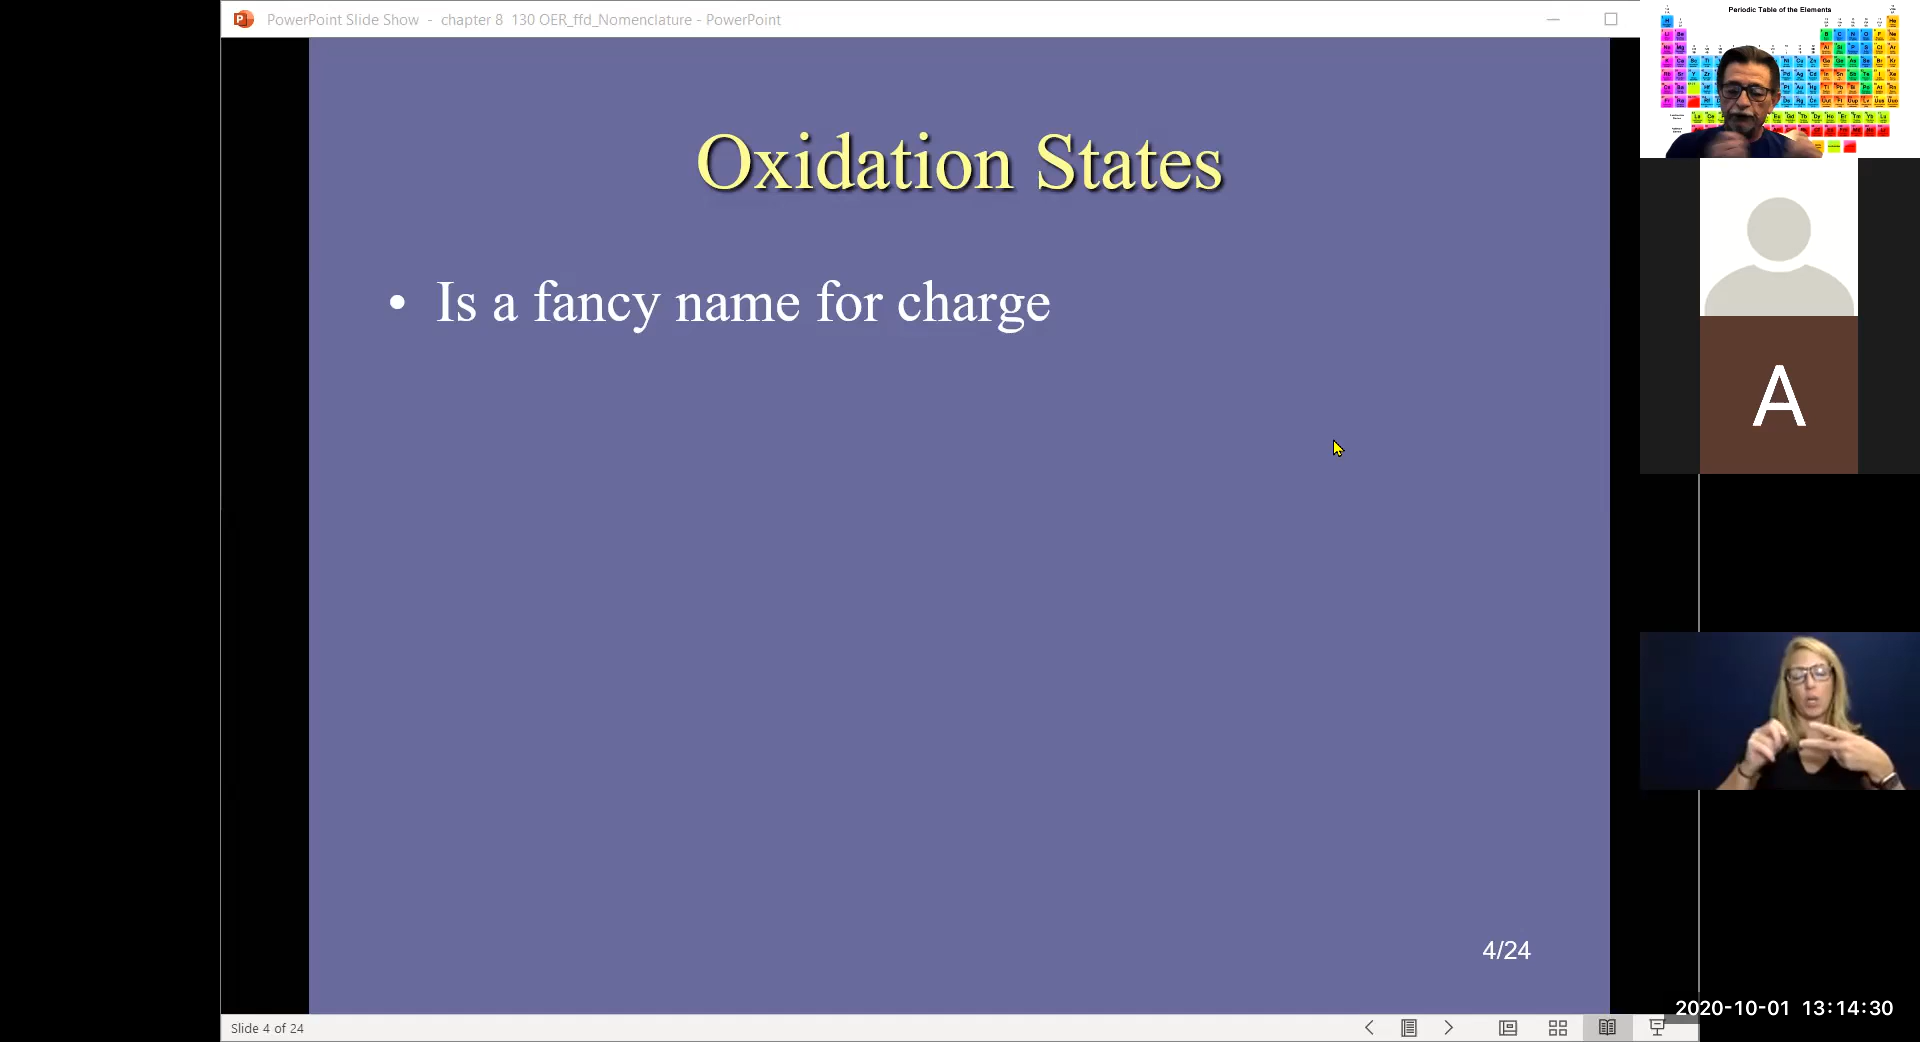 PowerPoint Slide Show - chapter 8 130 OER_ffd_Nomenclature - PowerPoint
Periodic Table of the Elements
Oxidation States
• Is a fancy name for charge
A
4/24
2020-10-01 13:14:30
Slide 4 of 24